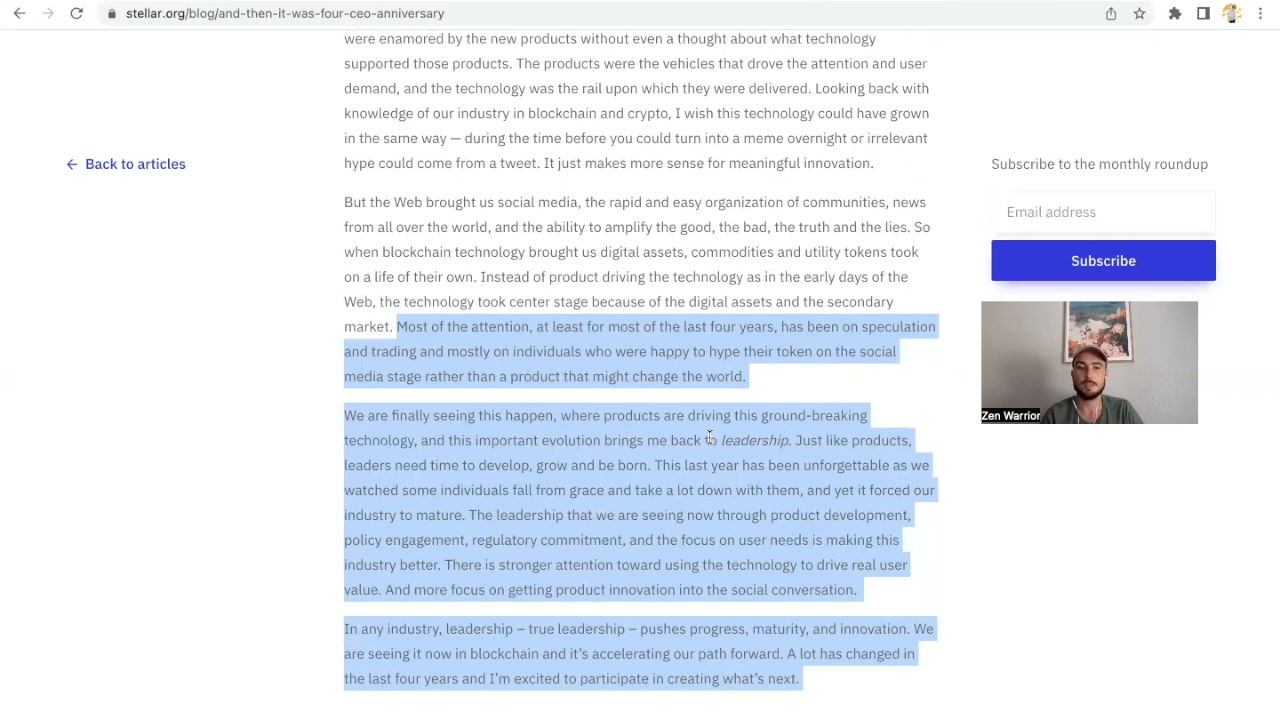 stellar.org/blog/and-then-it-was-four-ceo-anniversary
were enamored by the new products without even a thought about what technology
supported those products. The products were the vehicles that drove the attention and user
demand, and the technology was the rail upon which they were delivered. Looking back with
knowledge of our industry in blockchain and crypto, I wish this technology could have grown
in the same way — during the time before you could turn into a meme overnight or irrelevant
hype could come from a tweet. It just makes more sense for meaningful innovation.
← Back to articles
But the Web brought us social media, the rapid and easy organization of communities, news
from all over the world, and the ability to amplify the good, the bad, the truth and the lies. So
when blockchain technology brought us digital assets, commodities and utility tokens took
on a life of their own. Instead of product driving the technology as in the early days of the
Web, the technology took center stage because of the digital assets and the secondary
market. Most of the attention, at least for most of the last four years, has been on speculation
and trading and mostly on individuals who were happy to hype their token on the social
media stage rather than a product that might change the world.
We are finally seeing this happen, where products are driving this ground-breaking
technology, and this important evolution brings me back to leadership. Just like products,
leaders need time to develop, grow and be born. This last year has been unforgettable as we
watched some individuals fall from grace and take a lot down with them, and yet it forced our
industry to mature. The leadership that we are seeing now through product development,
policy engagement, regulatory commitment, and the focus on user needs is making this
industry better. There is stronger attention toward using the technology to drive real user
value. And more focus on getting product innovation into the social conversation.
In any industry, leadership – true leadership – pushes progress, maturity, and innovation. We
are seeing it now in blockchain and it’s accelerating our path forward. A lot has changed in
the last four years and I’m excited to participate in creating what’s next.
Subscribe to the monthly roundup
Email address
Subscribe
Zen Warrior